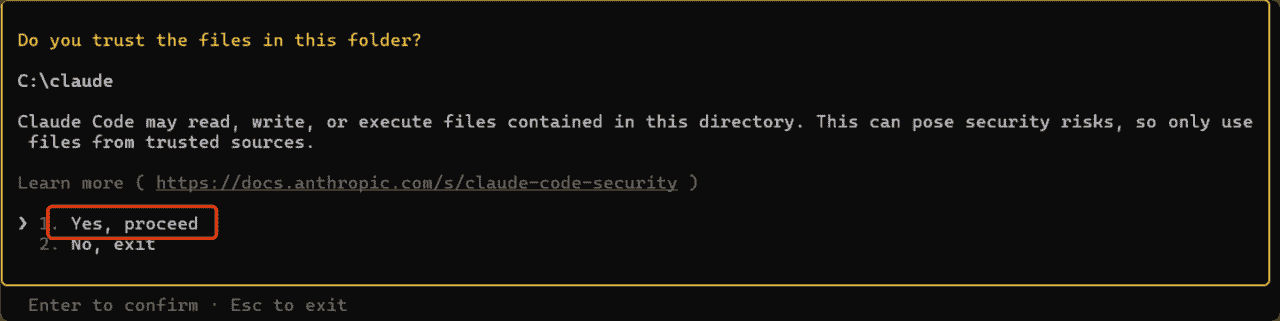 Do you trust the files in this folder?
C:\claude
Claude Code may read, write, or execute files contained in this directory. This can pose security risks, so only use
files from trusted sources.
Learn more ( https://docs.anthropic.com/s/claude-code-security )
❯ 1. Yes, proceed
2. No, exit
Enter to confirm · Esc to exit